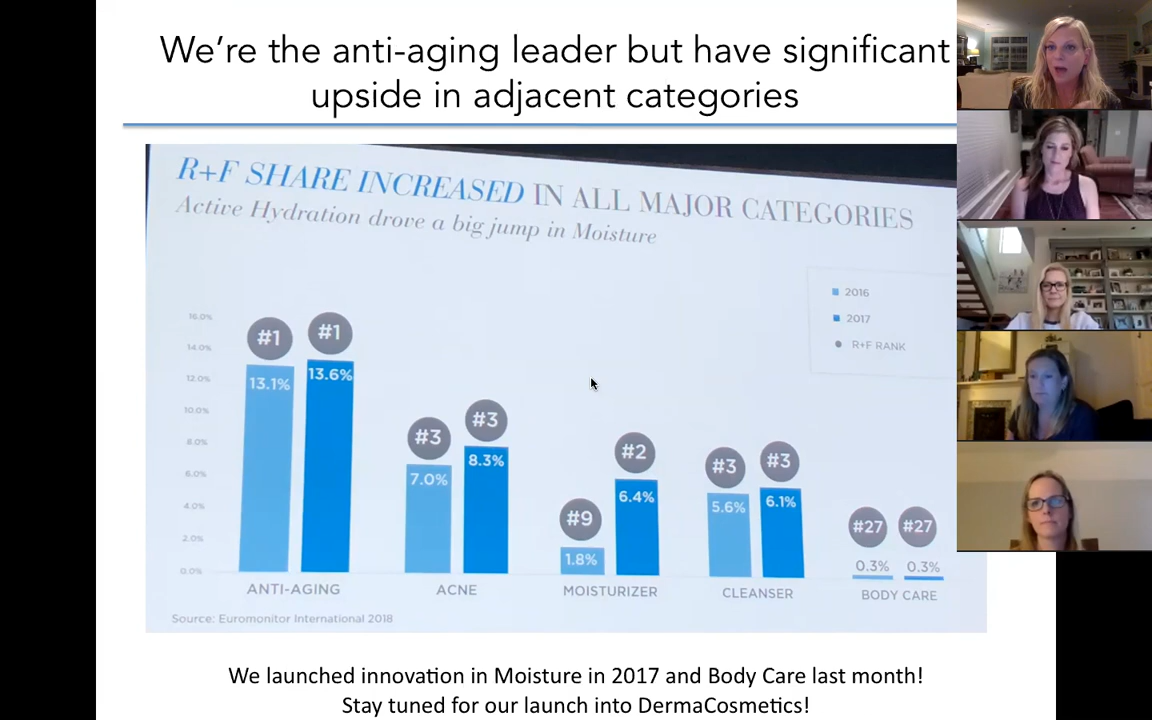 We're the anti-aging leader but have significant
upside in adjacent categories
R+F SHARE INCREASED IN ALL MAJOR CATEGORIES
Active Hydration drove a big jump in Moisture
2016
2017
R+F RANK
16.0%
14.0%
12.0%
10.0%
8.0%
6.0%
4.0%
2.0%
0.0%
#1 #1
13.1% 13.6%
ANTI-AGING
#3 #3
7.0% 8.3%
ACNE
#9 #2
1.8% 6.4%
MOISTURIZER
#3 #3
5.6% 6.1%
CLEANSER
#27 #27
0.3% 0.3%
BODY CARE
Source: Euromonitor International 2018
We launched innovation in Moisture in 2017 and Body Care last month!
Stay tuned for our launch into DermaCosmetics!